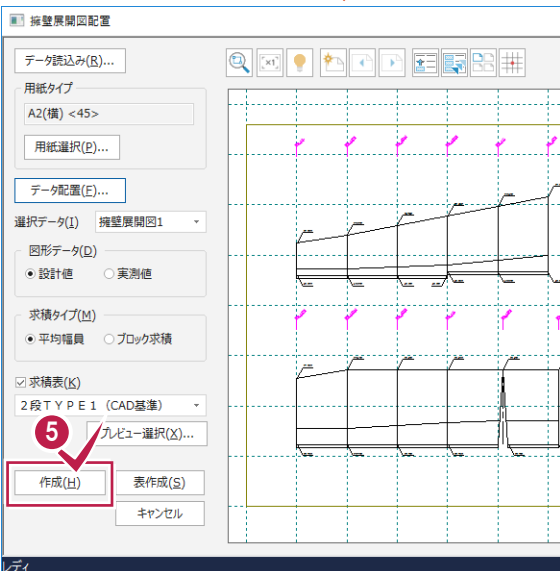 擁壁展開図配置
データ読込み(R)...
用紙タイプ
A2(横) <45>
用紙選択(P)...
データ配置(E)...
選択データ(I) 擁壁展開図1
図形データ(D)
設計値 実測値
求積タイプ(M)
平均幅員 ブロック求積
求積表(K)
2段TYPE1 (CAD基準)
5
プレビュー選択(X)...
作成(H) 表作成(S)
キャンセル
レディ
×1